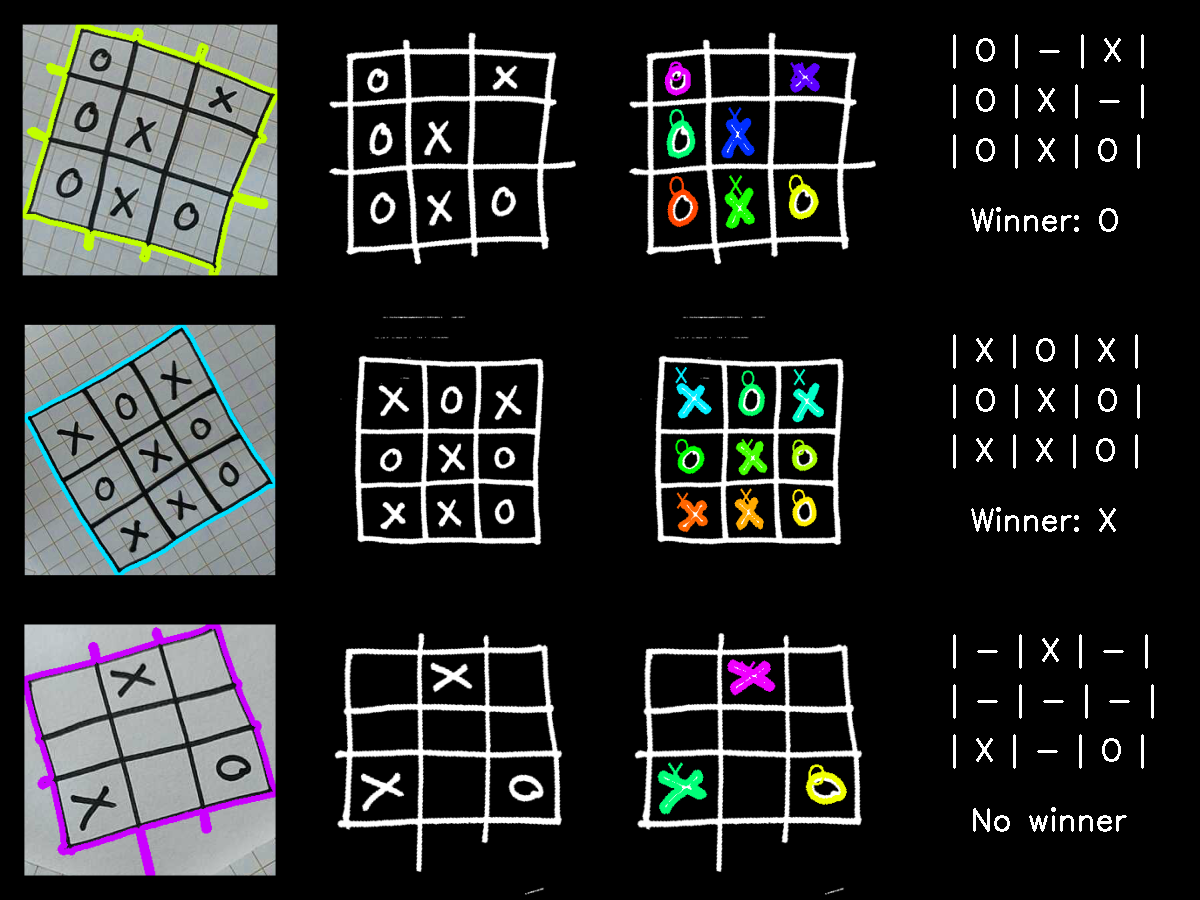 O X
O X
O X O
O X
O X
O X O
O X
O X
O X O
| O | – | X |
| O | X | – |
| O | X | O |
Winner: O
X O X
O X O
X X O
X O X
O X O
X X O
X O X
O X O
X X O
| X | O | X |
| O | X | O |
| X | X | O |
Winner: X
X
X O
X
X O
X
X O
| – | X | – |
| – | – | – |
| X | – | O |
No winner